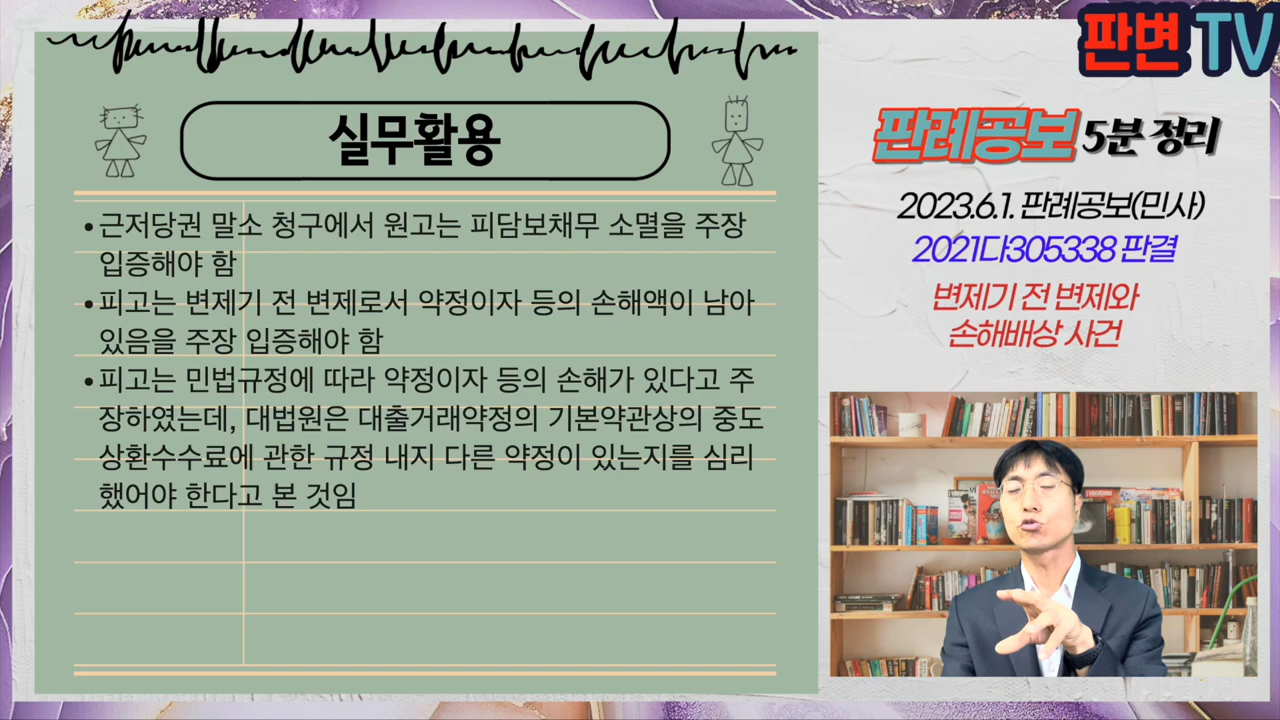 판변 TV
실무활용
• 근저당권 말소 청구에서 원고는 피담보채무 소멸을 주장
입증해야 함
• 피고는 변제기 전 변제로서 약정이자 등의 손해액이 남아
있음을 주장 입증해야 함
• 피고는 민법규정에 따라 약정이자 등의 손해가 있다고 주
장하였는데, 대법원은 대출거래약정의 기본약관상의 중도
상환수수료에 관한 규정 내지 다른 약정이 있는지를 심리
했어야 한다고 본 것임
판례공보 5분 정리
2023.6.1. 판례공보(민사)
2021다305338 판결
변제기 전 변제와
손해배상 사건